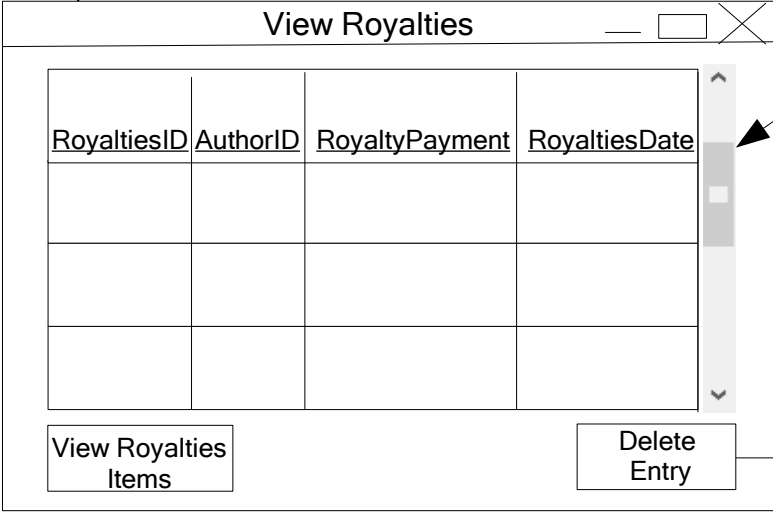 View Royalties
RoyaltiesID AuthorID RoyaltyPayment RoyaltiesDate
View Royalties
Items
Delete
Entry